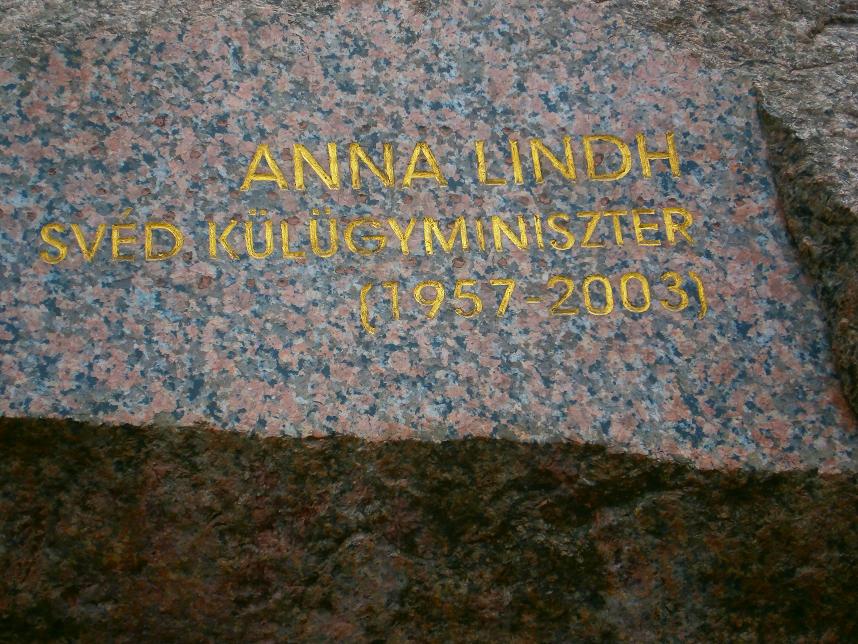 ANNA LINDH
SVÉD KÜLÜGYMINISZTER
(1957-2003)